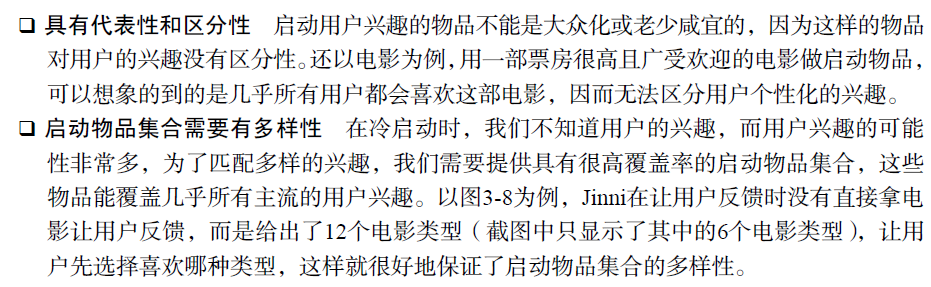 ❑ 具有代表性和区分性 启动用户兴趣的物品不能是大众化或老少咸宜的，因为这样的物品
对用户的兴趣没有区分性。还以电影为例，用一部票房很高且广受欢迎的电影做启动物品，
可以想象的到的是几乎所有用户都会喜欢这部电影，因而无法区分用户个性化的兴趣。
❑ 启动物品集合需要有多样性 在冷启动时，我们不知道用户的兴趣，而用户兴趣的可能
性非常多，为了匹配多样的兴趣，我们需要提供具有很高覆盖率的启动物品集合，这些
物品能覆盖几乎所有主流的用户兴趣。以图3-8为例，Jinni在让用户反馈时没有直接拿电
影让用户反馈，而是给出了12个电影类型（截图中只显示了其中的6个电影类型），让用
户先选择喜欢哪种类型，这样就很好地保证了启动物品集合的多样性。